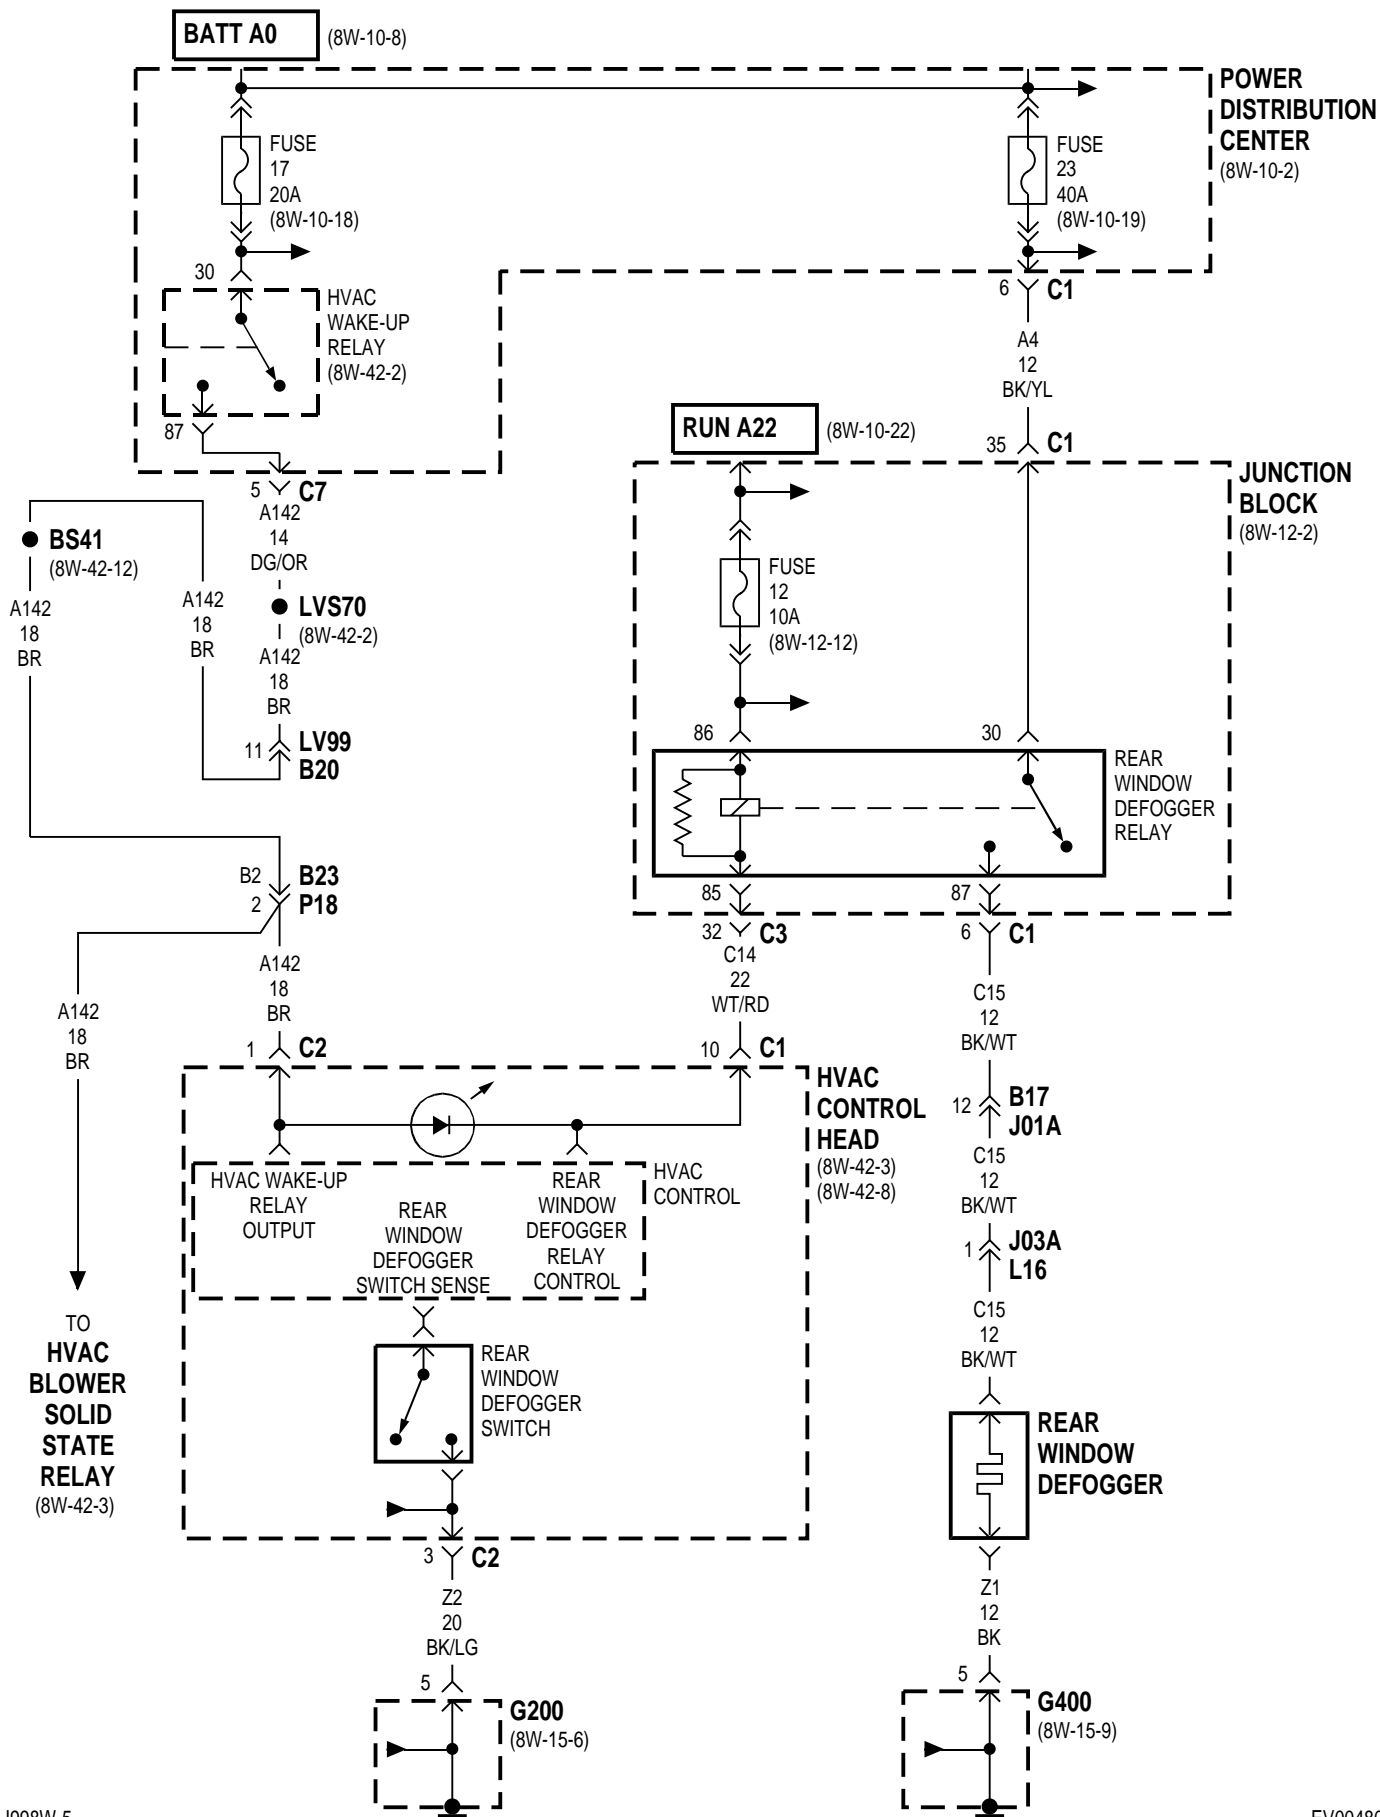 BATT A0
(8W-10-8)
POWER
DISTRIBUTION
CENTER
(8W-10-2)
FUSE
17
20A
(8W-10-18)
FUSE
23
40A
(8W-10-19)
30
HVAC
WAKE-UP
RELAY
(8W-42-2)
87
6
C1
A4
12
BK/YL
35
C1
5
C7
A142
14
DG/OR
LVS70
(8W-42-2)
A142
18
BR
11
LV99
B20
BS41
(8W-42-12)
A142
18
BR
A142
18
BR
RUN A22
(8W-10-22)
JUNCTION
BLOCK
(8W-12-2)
FUSE
12
10A
(8W-12-12)
86
30
REAR
WINDOW
DEFOGGER
RELAY
85
87
32
C3
6
C1
B2
B23
2
P18
A142
18
BR
A142
18
BR
C14
22
WT/RD
C15
12
BK/WT
1
C2
10
C1
HVAC
CONTROL
HEAD
(8W-42-3)
(8W-42-8)
12
B17
J01A
C15
12
BK/WT
HVAC WAKE-UP
RELAY
OUTPUT
REAR
WINDOW
DEFOGGER
SWITCH SENSE
REAR
WINDOW
DEFOGGER
RELAY
CONTROL
HVAC
CONTROL
1
J03A
L16
C15
12
BK/WT
TO
HVAC
BLOWER
SOLID
STATE
RELAY
(8W-42-3)
REAR
WINDOW
DEFOGGER
SWITCH
REAR
WINDOW
DEFOGGER
3
C2
Z2
20
BK/LG
5
G200
(8W-15-6)
Z1
12
BK
5
G400
(8W-15-9)